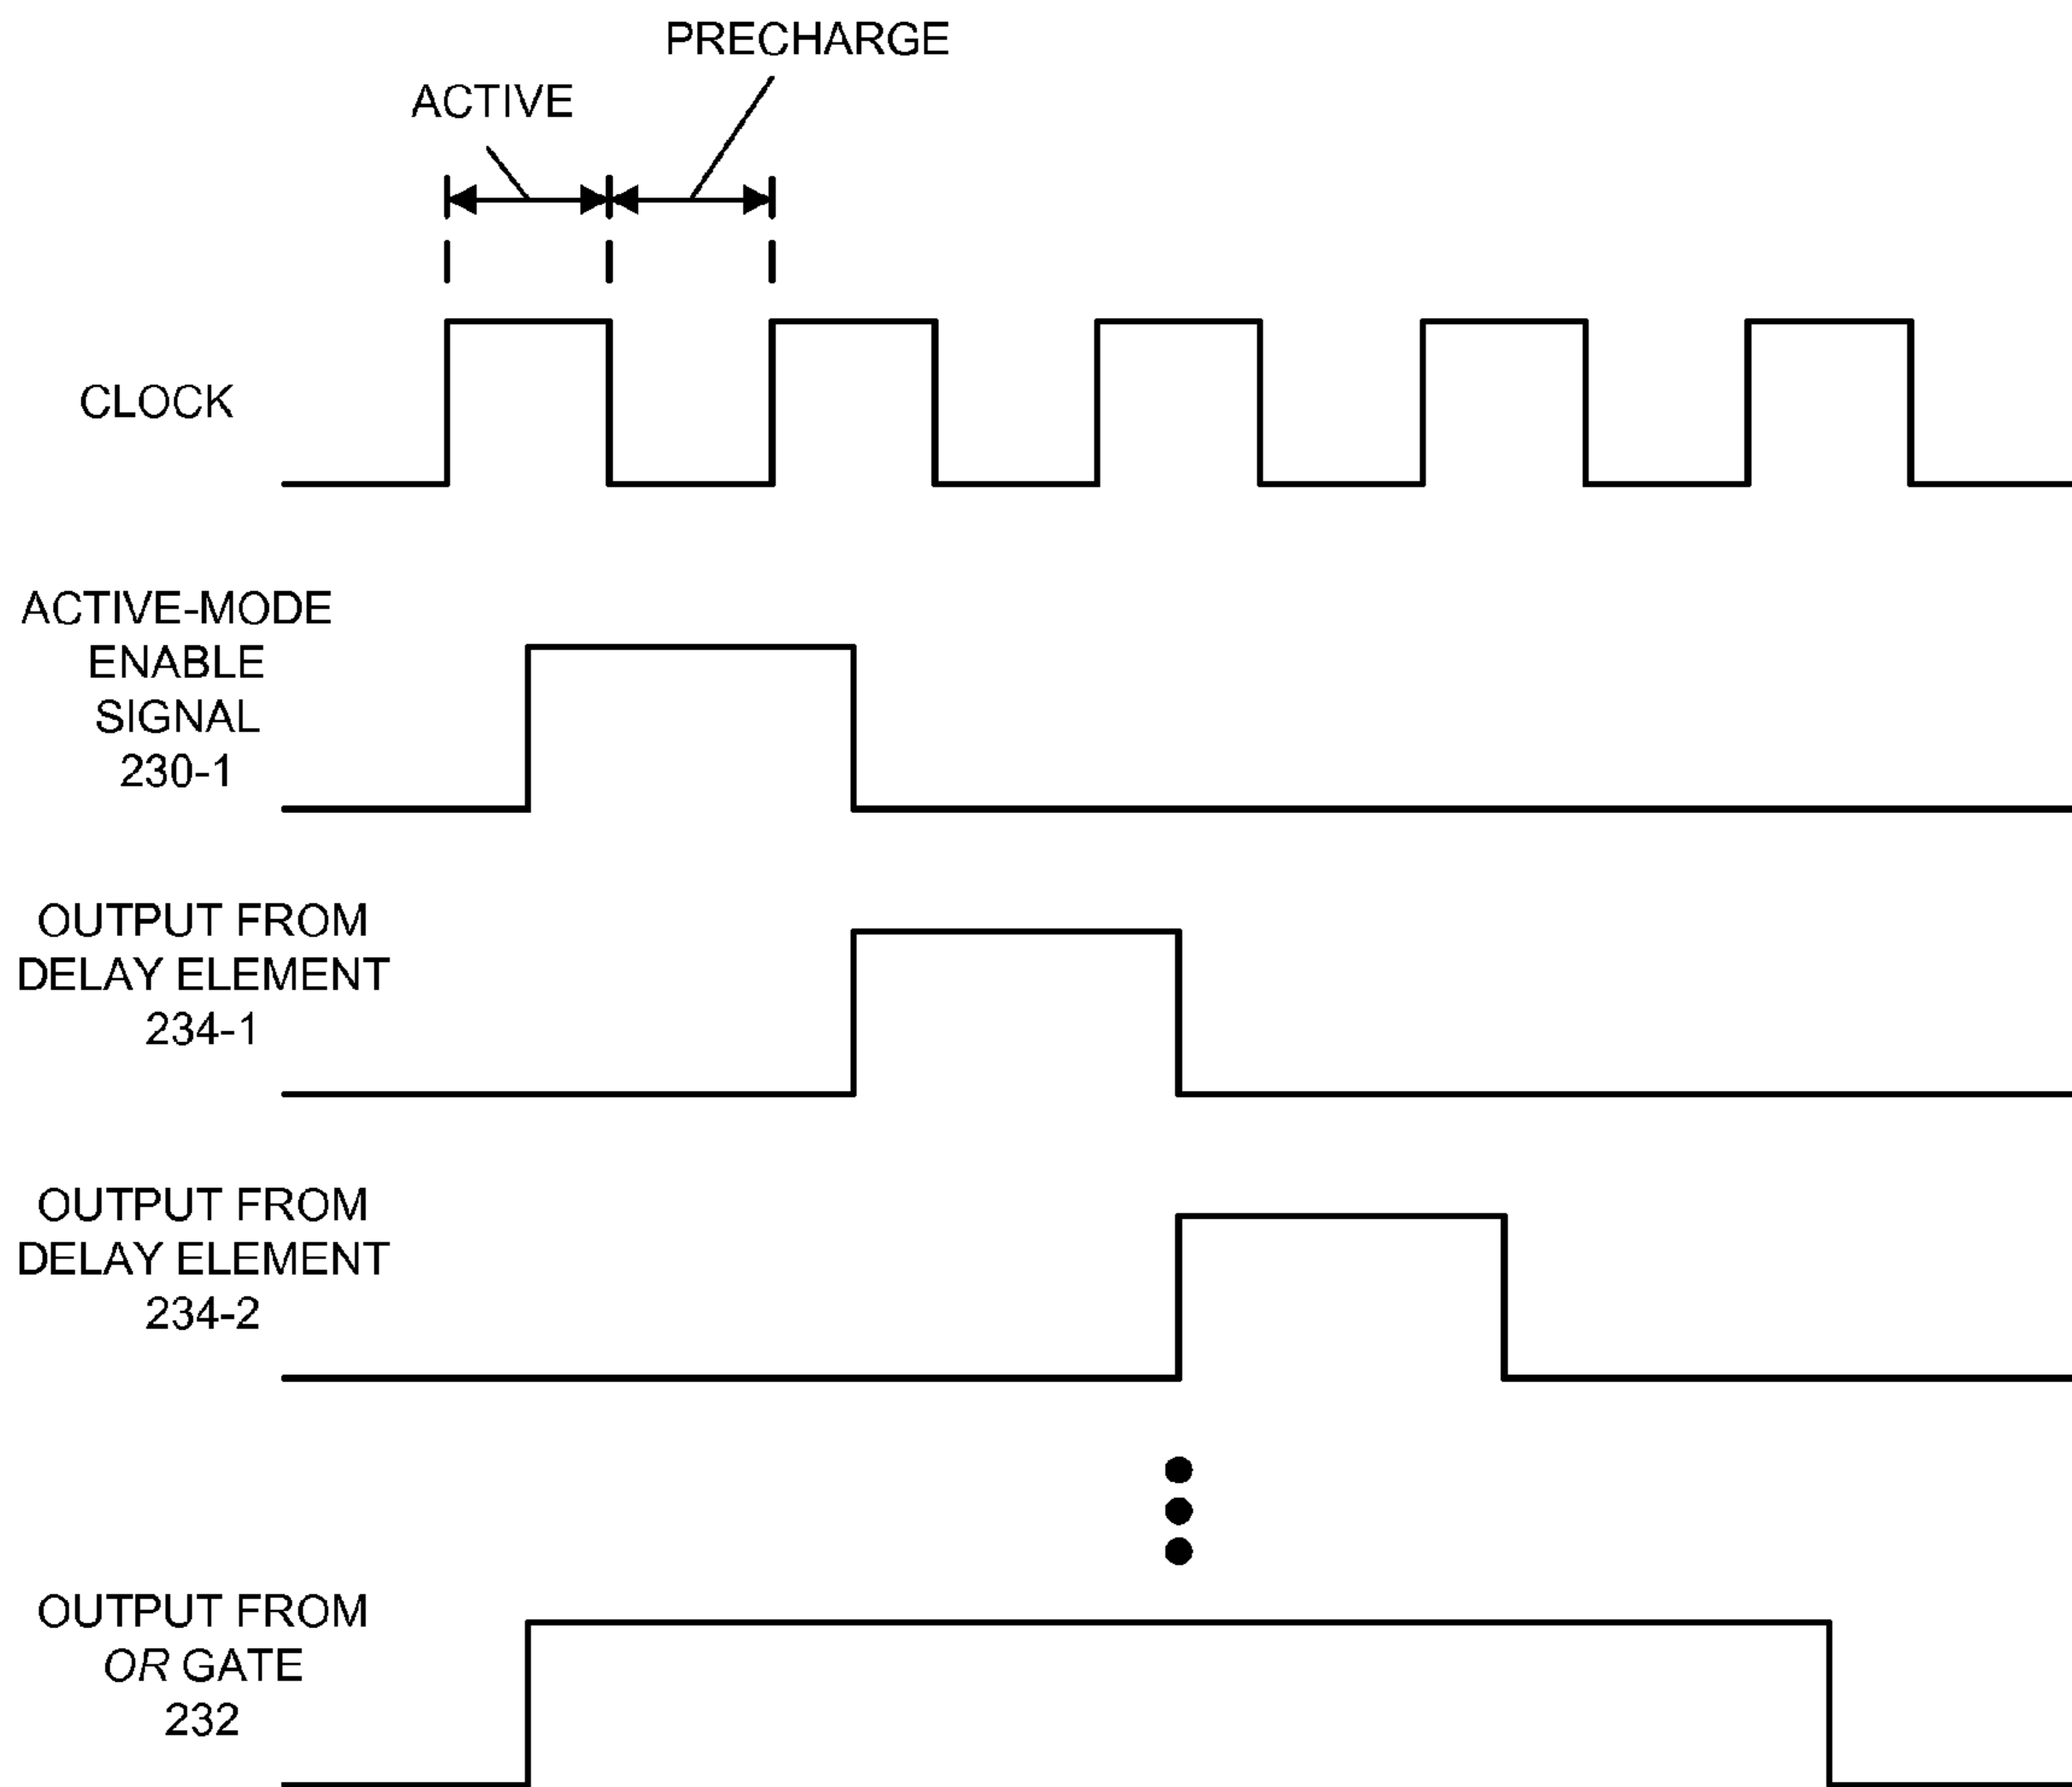 PRECHARGE
ACTIVE
CLOCK
ACTIVE-MODE
ENABLE
SIGNAL
230-1
OUTPUT FROM
DELAY ELEMENT
234-1
OUTPUT FROM
DELAY ELEMENT
234-2
OUTPUT FROM
OR GATE
232